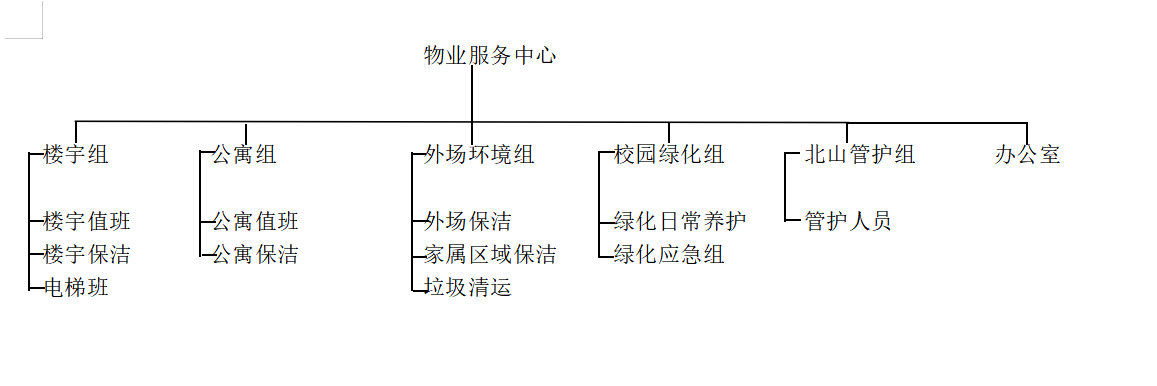 物业服务中心
楼宇组 公寓组 外场环境组 校园绿化组 北山管护组 办公室
楼宇值班 公寓值班 外场保洁 绿化日常养护 管护人员
楼宇保洁 公寓保洁 家属区域保洁 绿化应急组
电梯班 垃圾清运